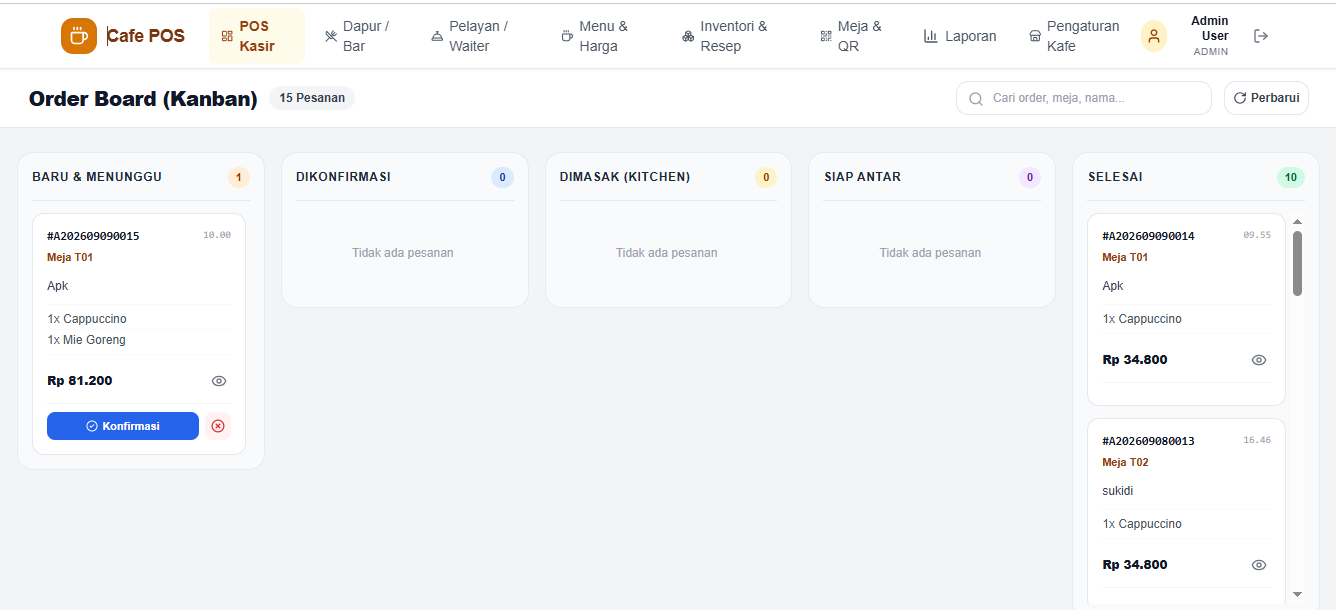 Cafe POS
POS
Kasir
Dapur /
Bar
Pelayan /
Waiter
Menu &
Harga
Inventori &
Resep
Meja &
QR
Laporan
Pengaturan
Kafe
Admin
User
ADMIN
Order Board (Kanban)
15 Pesanan
Cari order, meja, nama...
Perbarui
BARU & MENUNGGU
1
#A202609090015
10.00
Meja T01
Apk
1x Cappuccino
1x Mie Goreng
Rp 81.200
Konfirmasi
DIKONFIRMASI
0
Tidak ada pesanan
DIMASAK (KITCHEN)
0
Tidak ada pesanan
SIAP ANTAR
0
Tidak ada pesanan
SELESAI
10
#A202609090014
09.55
Meja T01
Apk
1x Cappuccino
Rp 34.800
#A202609080013
16.46
Meja T02
sukidi
1x Cappuccino
Rp 34.800